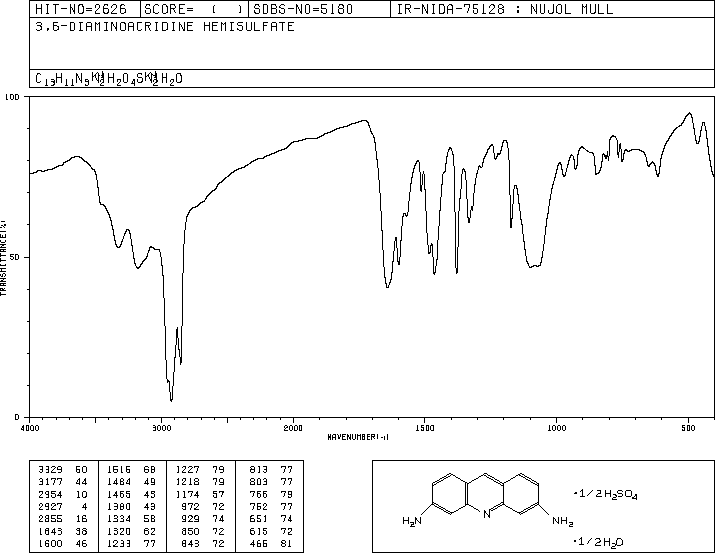 HIT-NO=2626 |SCORE= ( )|SDBS-NO=5180 |IR-NIDA-75128 : NUJOL MULL
3,6-DIAMINOACRIDINE HEMISULFATE
100
50
0
TRANSMITTANCE(%)
4000 3000 2000 1500 1000 500
WAVENUMBER(-1)
3329 60 1516 68 1227 79 813 77
3177 44 1484 49 1218 79 803 77
2954 10 1465 43 1174 57 766 79
2927 4 1380 43 972 72 752 77
2855 16 1334 58 929 74 651 74
1643 38 1320 62 850 72 615 72
1600 46 1233 77 843 72 466 81
H₂N N NH₂
•1/2H₂SO₄
•1/2H₂O